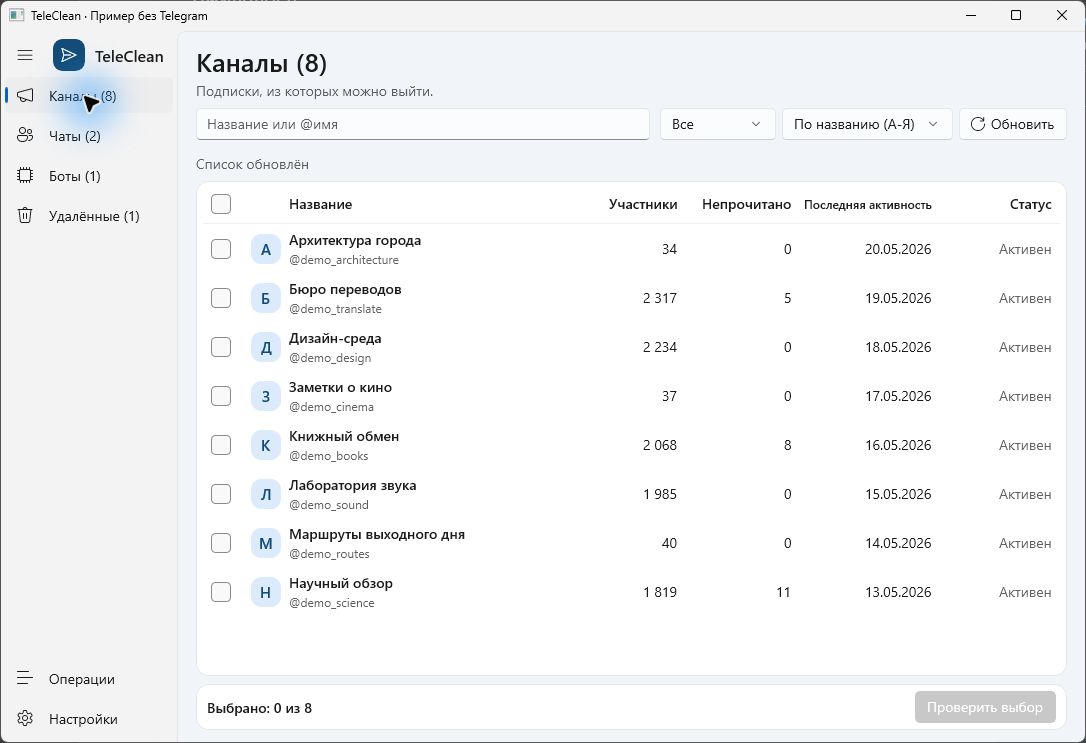 TeleClean · Пример без Telegram
TeleClean
Каналы (8)
Чаты (2)
Боты (1)
Удалённые (1)
Операции
Настройки
Каналы (8)
Подписки, из которых можно выйти.
Название или @имя
Все
По названию (А-Я)
Обновить
Список обновлён
Название Участники Непрочитано Последняя активность Статус
А Архитектура города 34 0 20.05.2026 Активен
@demo_architecture
Б Бюро переводов 2 317 5 19.05.2026 Активен
@demo_translate
Д Дизайн-среда 2 234 0 18.05.2026 Активен
@demo_design
З Заметки о кино 37 0 17.05.2026 Активен
@demo_cinema
К Книжный обмен 2 068 8 16.05.2026 Активен
@demo_books
Л Лаборатория звука 1 985 0 15.05.2026 Активен
@demo_sound
М Маршруты выходного дня 40 0 14.05.2026 Активен
@demo_routes
Н Научный обзор 1 819 11 13.05.2026 Активен
@demo_science
Выбрано: 0 из 8
Проверить выбор